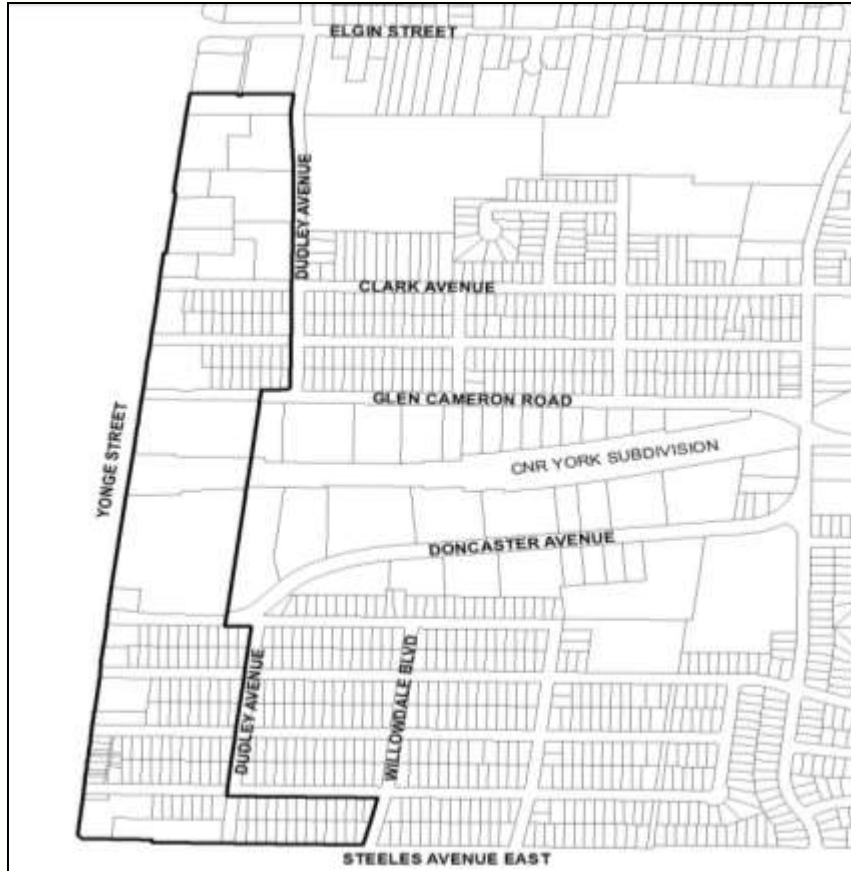 ELGIN STREET
DUDLEY AVENUE
CLARK AVENUE
GLEN CAMERON ROAD
YONGE STREET
CNR YORK SUBDIVISION
DONCASTER AVENUE
DUDLEY AVENUE
WILLOWDALE BLVD
STEELES AVENUE EAST